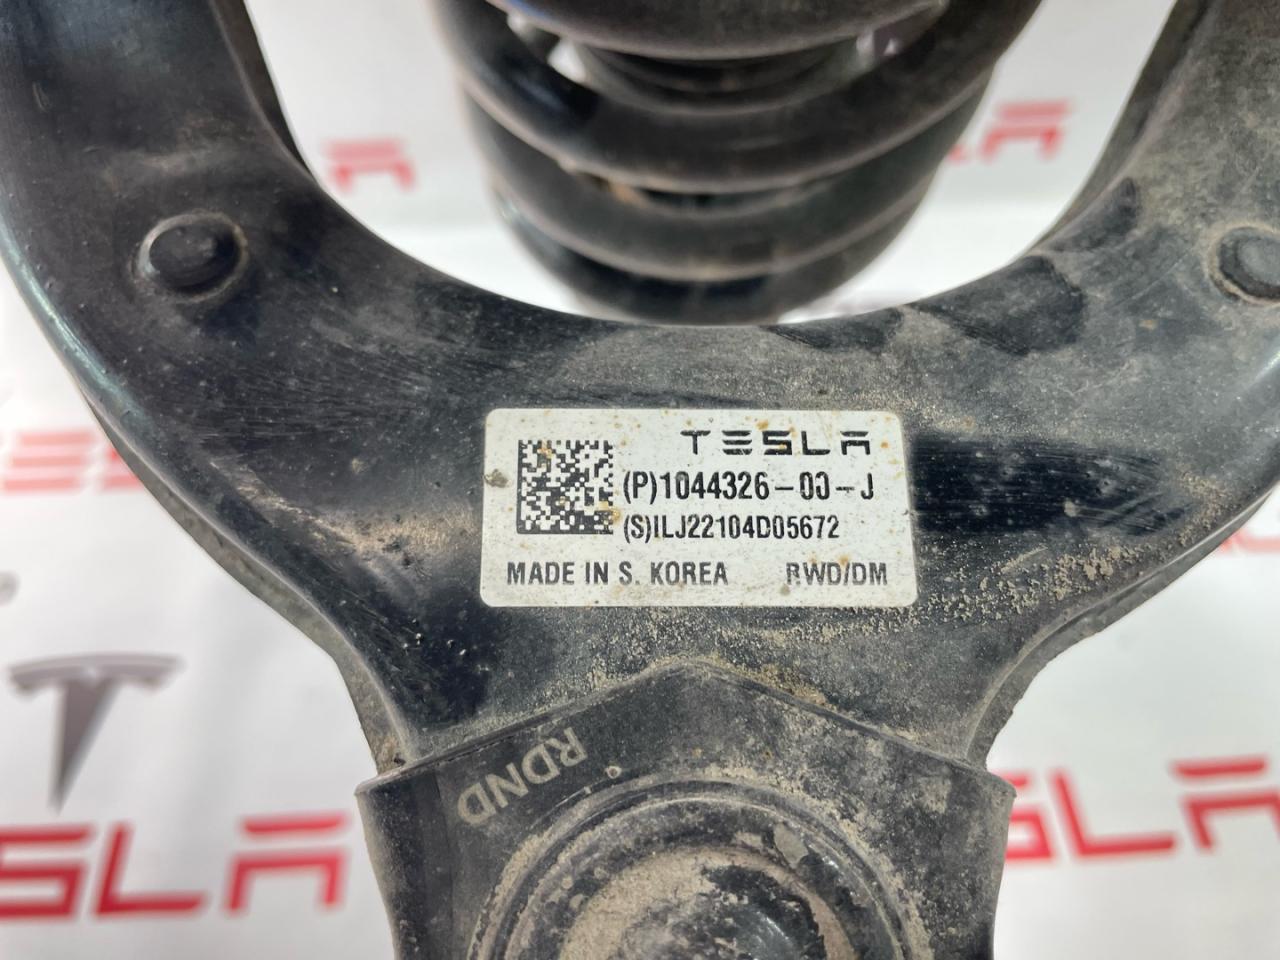 TESLA
(P)1044326-00-J
(S)ILJ22104D05672
MADE IN S. KOREA RWD/DM
RDND